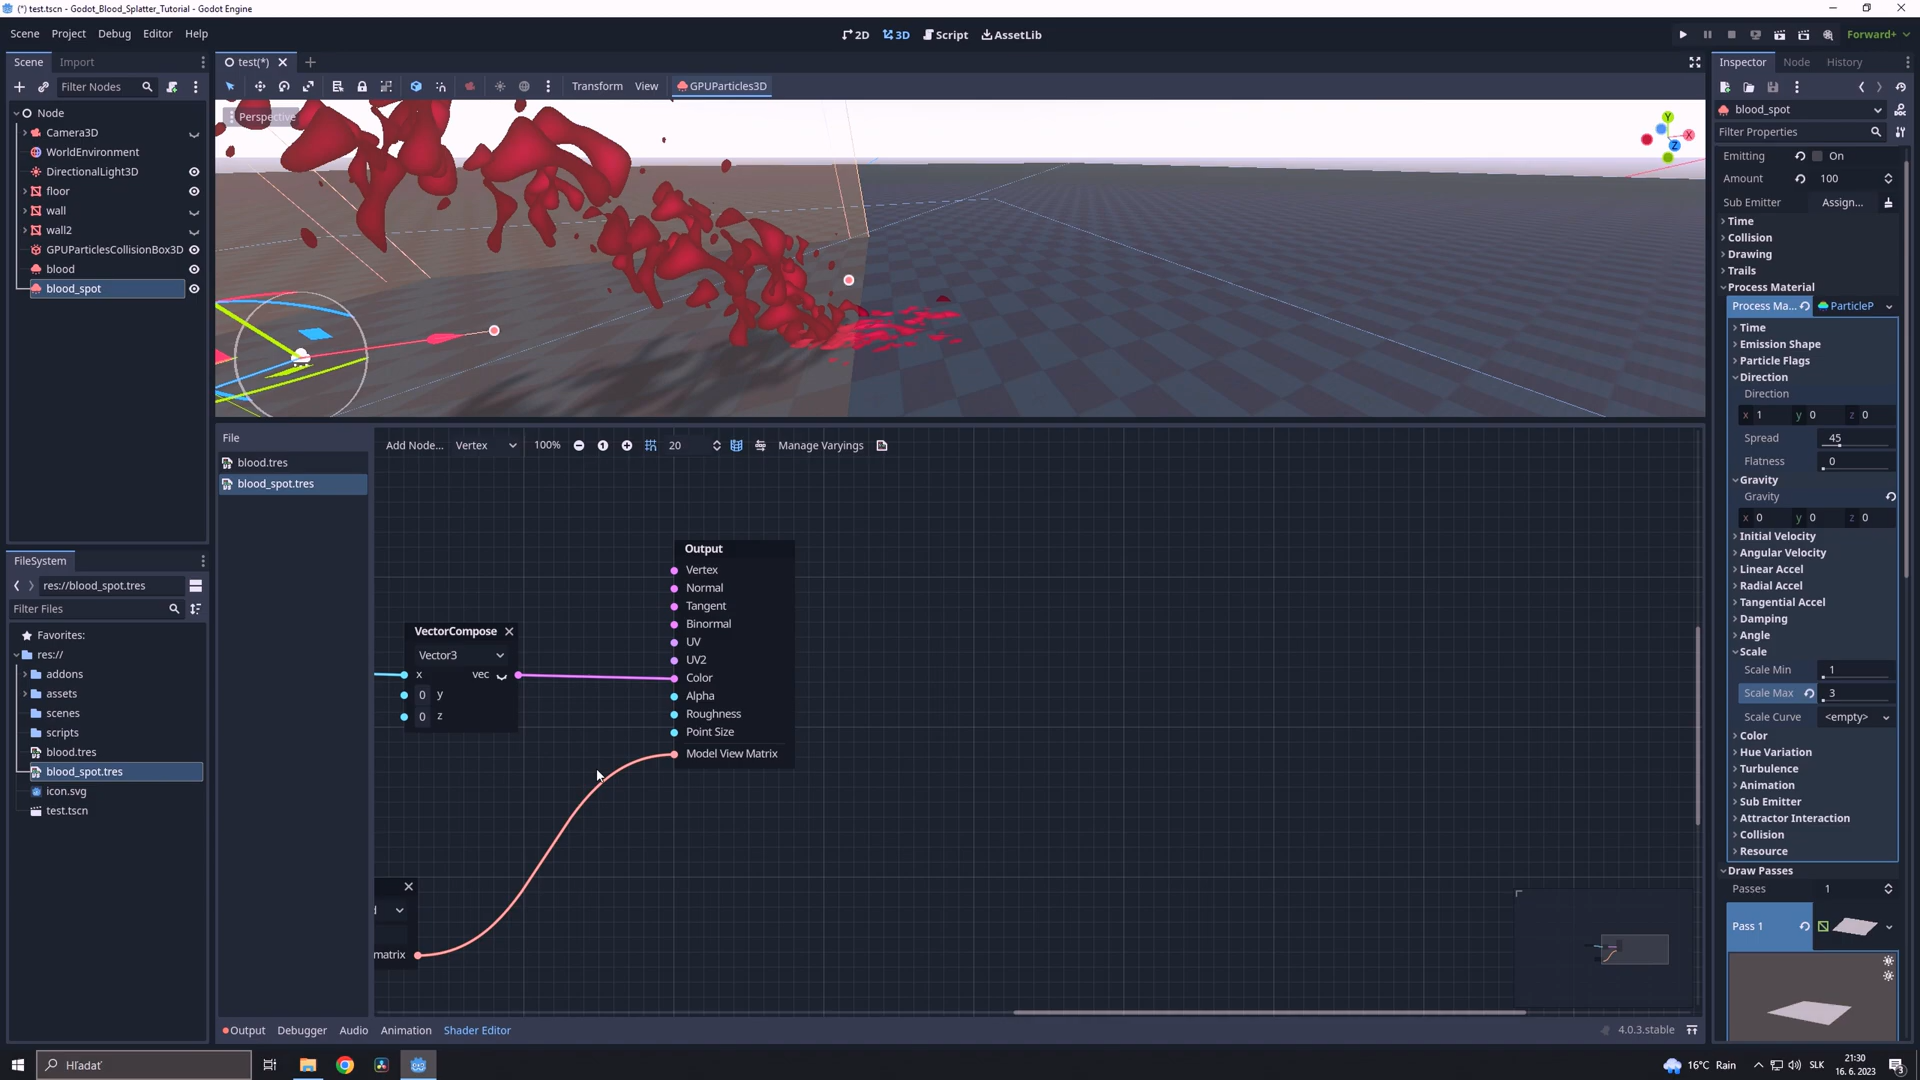 (*) test.tscn - Godot_Blood_Splatter_Tutorial - Godot Engine
Scene Project Debug Editor Help
2D 3D Script AssetLib
Forward+
Scene Import
Filter Nodes
Node
Camera3D
WorldEnvironment
DirectionalLight3D
floor
wall
wall2
GPUParticlesCollisionBox3D
blood
blood_spot
test(*)
Transform View GPUParticles3D
Perspective
Y
X
Z
FileSystem
res://blood_spot.tres
Filter Files
Favorites:
res://
addons
assets
scenes
scripts
blood.tres
blood_spot.tres
icon.svg
test.tscn
File
blood.tres
blood_spot.tres
Add Node... Vertex 100% 20 Manage Varyings
VectorCompose
Vector3
x vec
0 y
0 z
Output
Vertex
Normal
Tangent
Binormal
UV
UV2
Color
Alpha
Roughness
Point Size
Model View Matrix
d
matrix
Output Debugger Audio Animation Shader Editor
4.0.3.stable
Inspector Node History
blood_spot
Filter Properties
Emitting On
Amount 100
Sub Emitter Assign...
Time
Collision
Drawing
Trails
Process Material
Process Ma... ParticleP
Time
Emission Shape
Particle Flags
Direction
Direction
x 1 y 0 z 0
Spread 45
Flatness 0
Gravity
Gravity
x 0 y 0 z 0
Initial Velocity
Angular Velocity
Linear Accel
Radial Accel
Tangential Accel
Damping
Angle
Scale
Scale Min 1
Scale Max 3
Scale Curve <empty>
Color
Hue Variation
Turbulence
Animation
Sub Emitter
Attractor Interaction
Collision
Resource
Draw Passes
Passes 1
Pass 1
Hľadať
16°C Rain SLK
21:30
16. 6. 2023
3